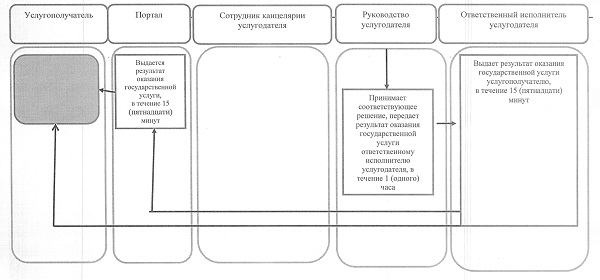 Услугополучатель
Портал
Сотрудник канцелярии
услугодателя
Руководство
услугодателя
Ответственный исполнитель
услугодателя
Выдается
результат
оказания
государственной
услуги,
в течение 15
(пятнадцати)
минут
Принимает
соответствующее
решение, передает
результат оказания
государственной
услуги
ответственному
исполнителю
услугодателя, в
течение 1 (одного)
часа
Выдает результат оказания
государственной услуги
услугополучателю,
в течение 15 (пятнадцати)
минут